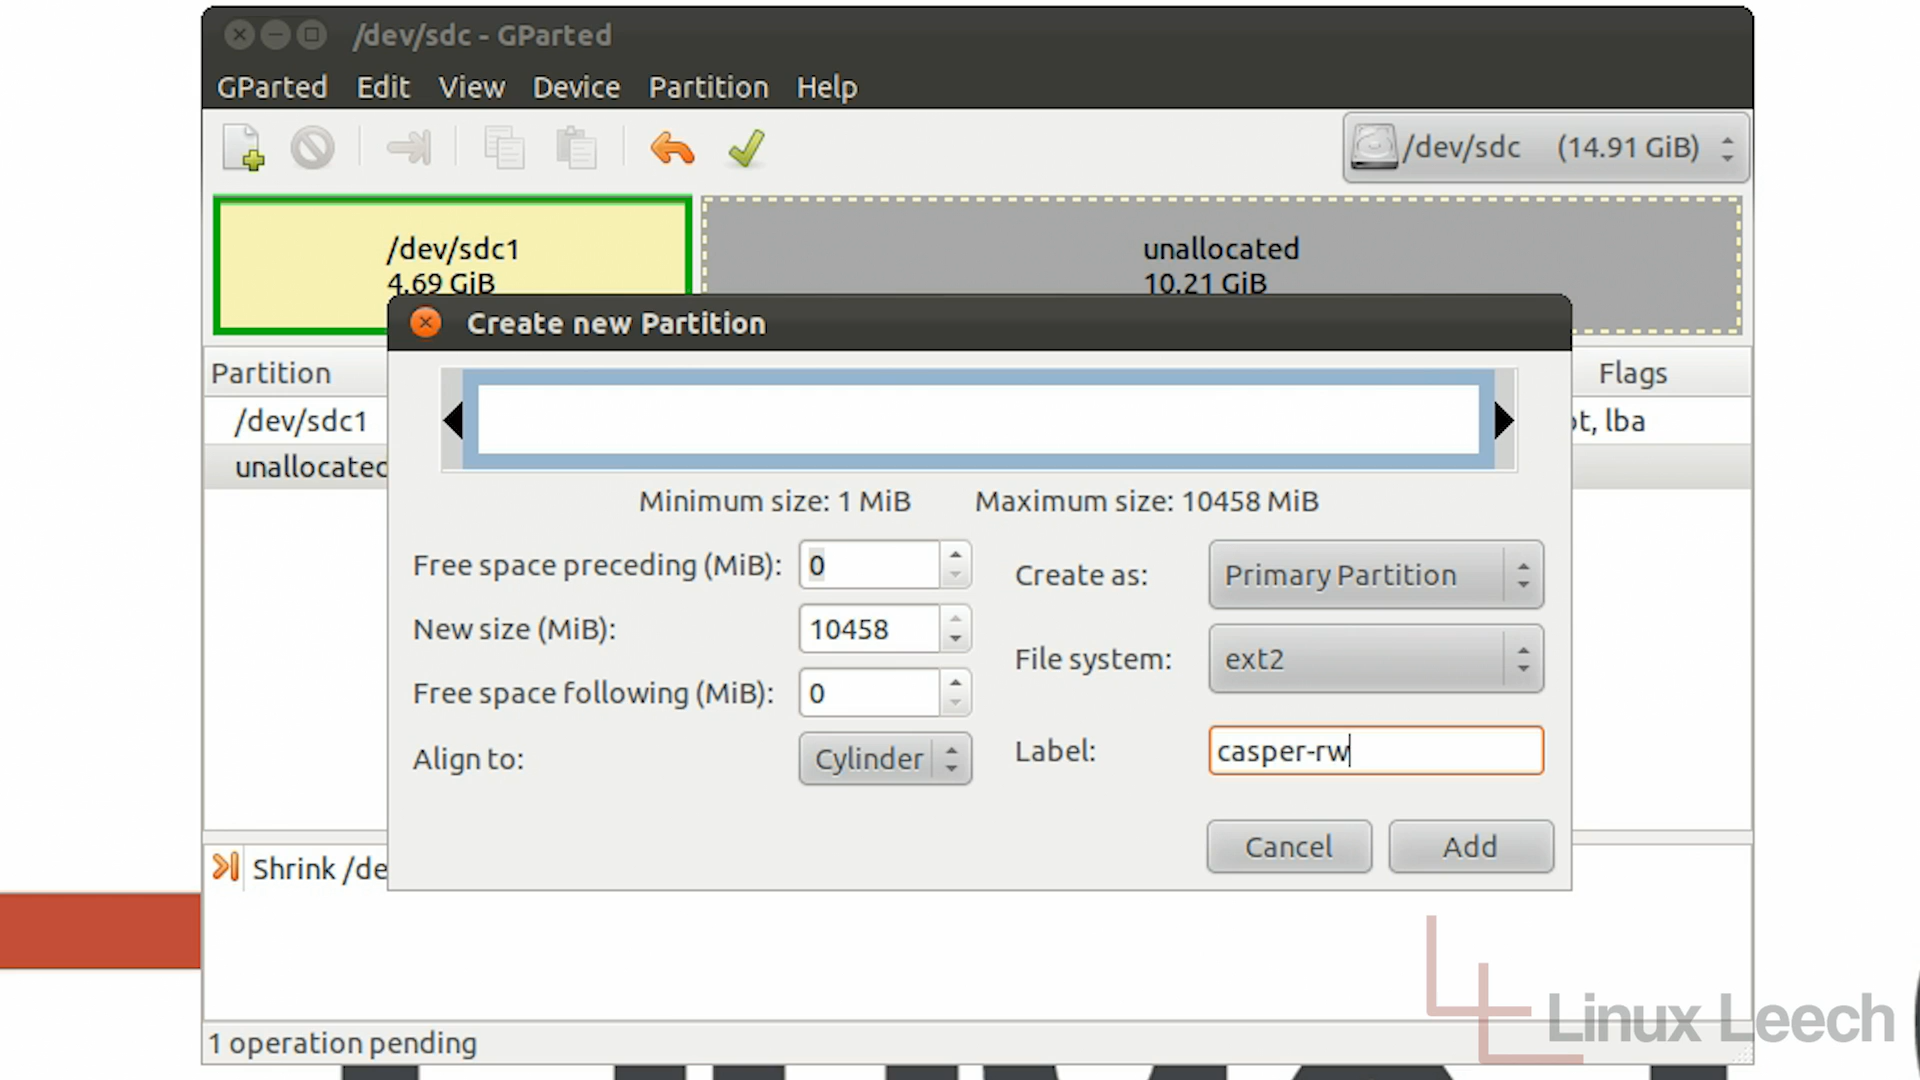 /dev/sdc - GParted
GParted Edit View Device Partition Help
/dev/sdc (14.91 GiB)
/dev/sdc1
4.69 GiB
unallocated
10.21 GiB
Create new Partition
Partition
Flags
/dev/sdc1
lba
unallocated
Minimum size: 1 MiB Maximum size: 10458 MiB
Free space preceding (MiB): 0
Create as: Primary Partition
New size (MiB): 10458
File system: ext2
Free space following (MiB): 0
Align to: Cylinder
Label: casper-rw
Cancel Add
Shrink /de
1 operation pending
Linux Leech